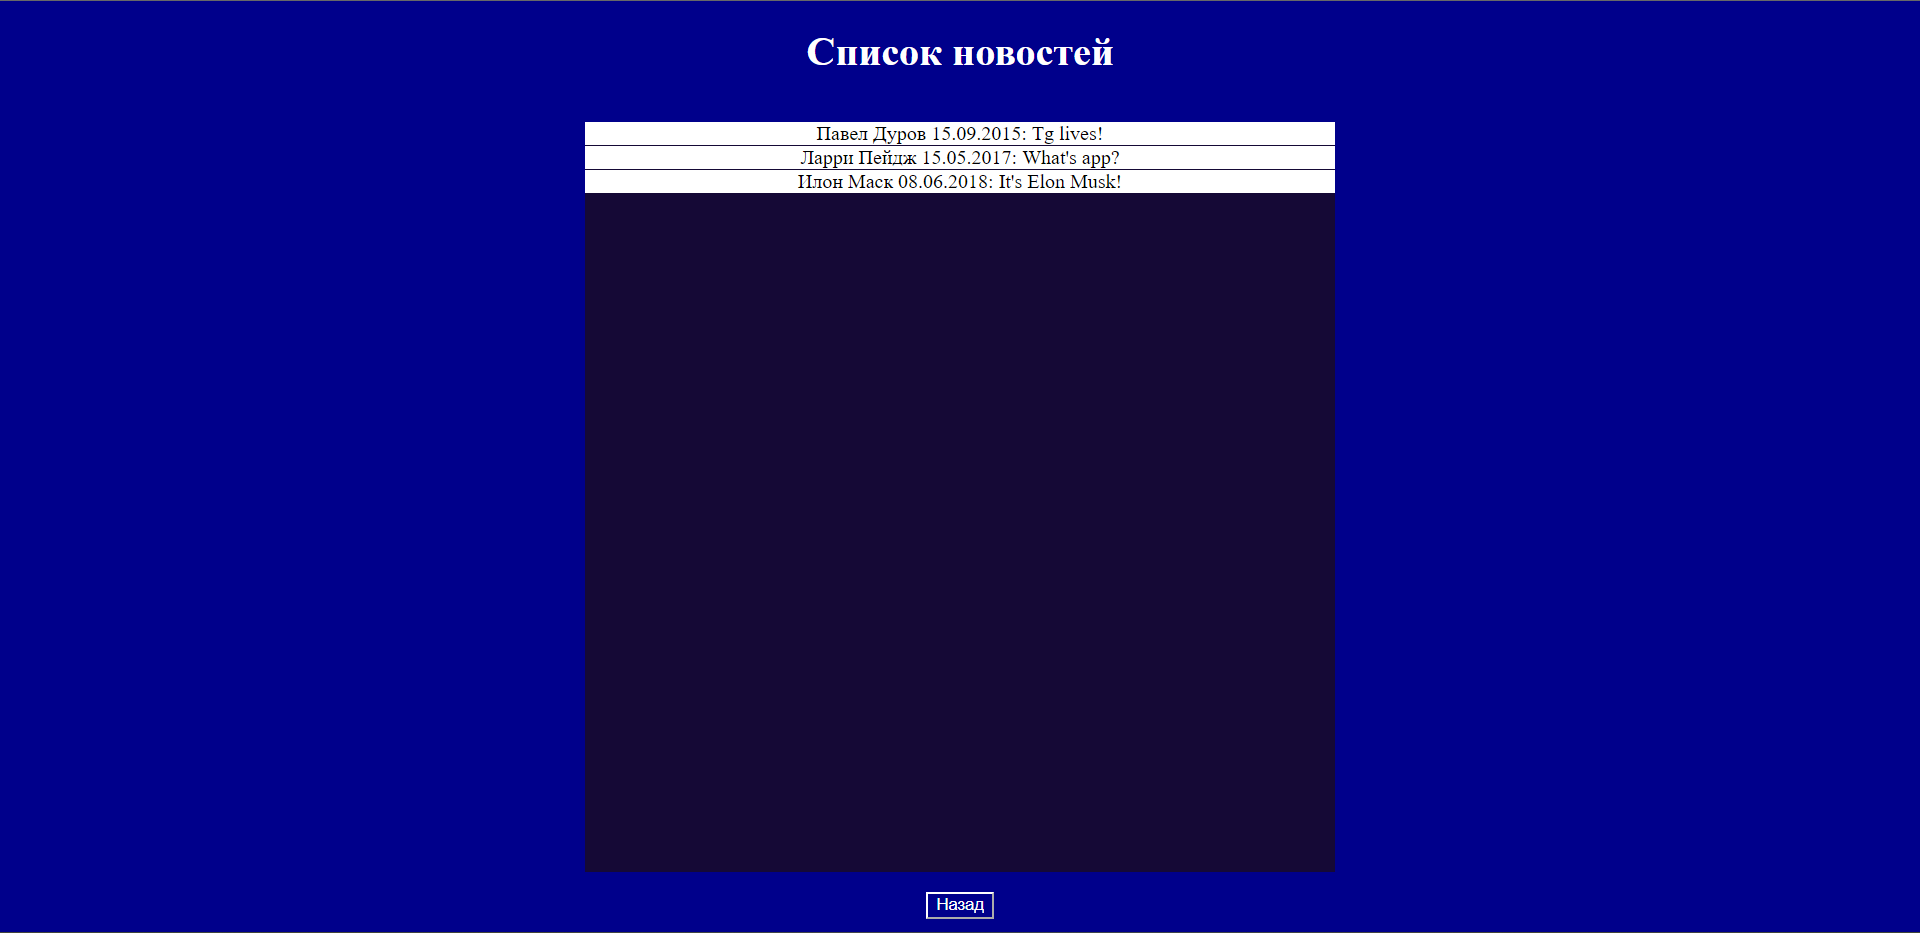 Список новостей
Павел Дуров 15.09.2015: Tg lives!
Ларри Пейдж 15.05.2017: What's app?
Илон Маск 08.06.2018: It's Elon Musk!
Назад